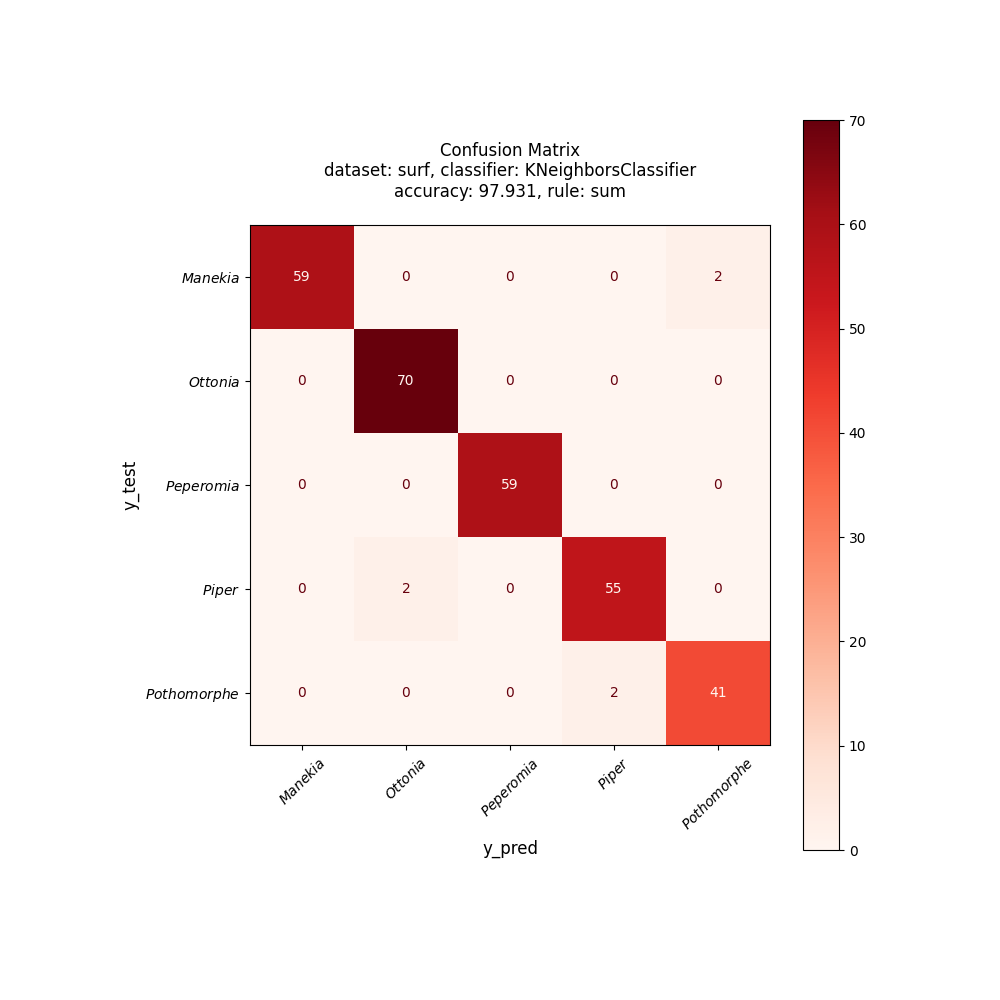 Confusion Matrix
dataset: surf, classifier: KNeighborsClassifier
accuracy: 97.931, rule: sum
y_test
Manekia 59 0 0 0 2
Ottonia 0 70 0 0 0
Peperomia 0 0 59 0 0
Piper 0 2 0 55 0
Pothomorphe 0 0 0 2 41
Manekia Ottonia Peperomia Piper Pothomorphe
y_pred
70
60
50
40
30
20
10
0